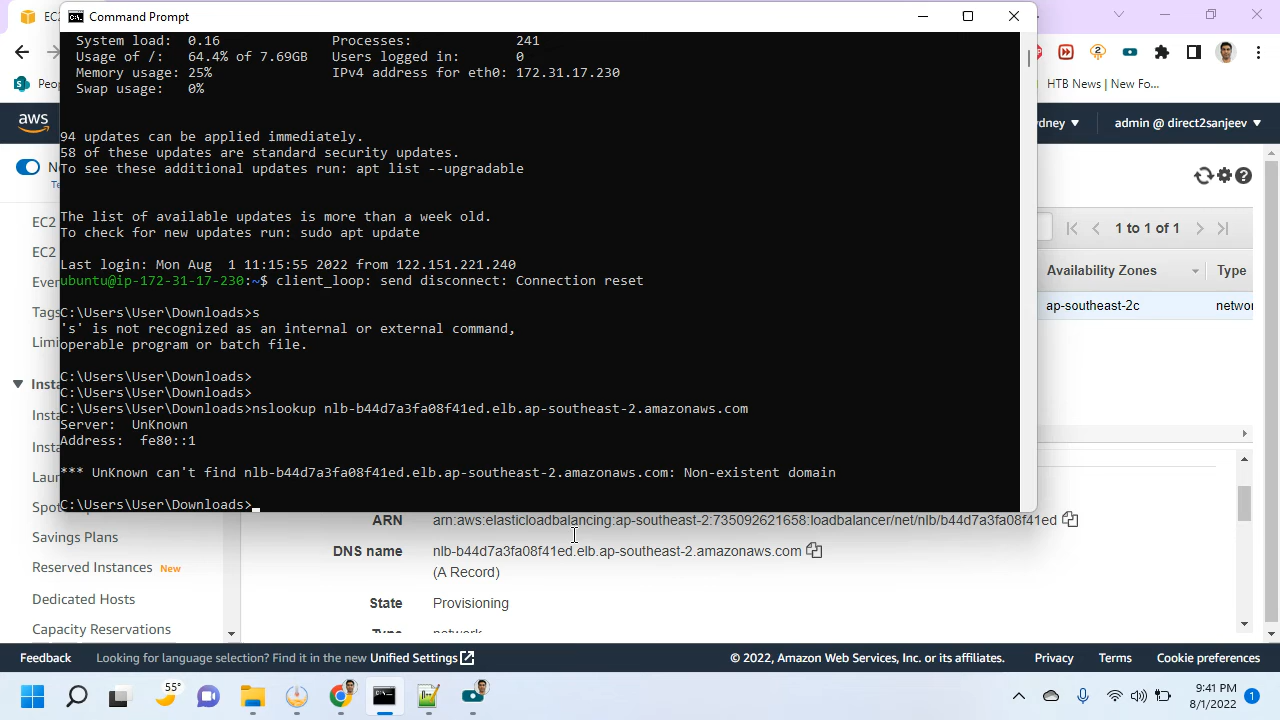 EC2
Command Prompt
Peop
HTB News | New Fo...
aws
dney
admin @ direct2sanjeev
System load: 0.16 Processes: 241
Usage of /: 64.4% of 7.69GB Users logged in: 0
Memory usage: 25% IPv4 address for eth0: 172.31.17.230
Swap usage: 0%
94 updates can be applied immediately.
58 of these updates are standard security updates.
To see these additional updates run: apt list --upgradable
The list of available updates is more than a week old.
To check for new updates run: sudo apt update
Last login: Mon Aug 1 11:15:55 2022 from 122.151.221.240
ubuntu@ip-172-31-17-230:~$ client_loop: send disconnect: Connection reset
C:\Users\User\Downloads>s
's' is not recognized as an internal or external command,
operable program or batch file.
C:\Users\User\Downloads>
C:\Users\User\Downloads>
C:\Users\User\Downloads>nslookup nlb-b44d7a3fa08f41ed.elb.ap-southeast-2.amazonaws.com
Server: UnKnown
Address: fe80::1
*** UnKnown can't find nlb-b44d7a3fa08f41ed.elb.ap-southeast-2.amazonaws.com: Non-existent domain
C:\Users\User\Downloads>
1 to 1 of 1
Availability Zones Type
ap-southeast-2c netwo
EC2
EC2
Ever
Tags
Limi
Insta
Insta
Insta
Laun
Spot
Savings Plans
Reserved Instances New
Dedicated Hosts
Capacity Reservations
ARN arn:aws:elasticloadbalancing:ap-southeast-2:735092621658:loadbalancer/net/nlb/b44d7a3fa08f41ed
DNS name nlb-b44d7a3fa08f41ed.elb.ap-southeast-2.amazonaws.com
(A Record)
State Provisioning
Type network
Feedback Looking for language selection? Find it in the new Unified Settings © 2022, Amazon Web Services, Inc. or its affiliates. Privacy Terms Cookie preferences
55°
9:41 PM
8/1/2022
1